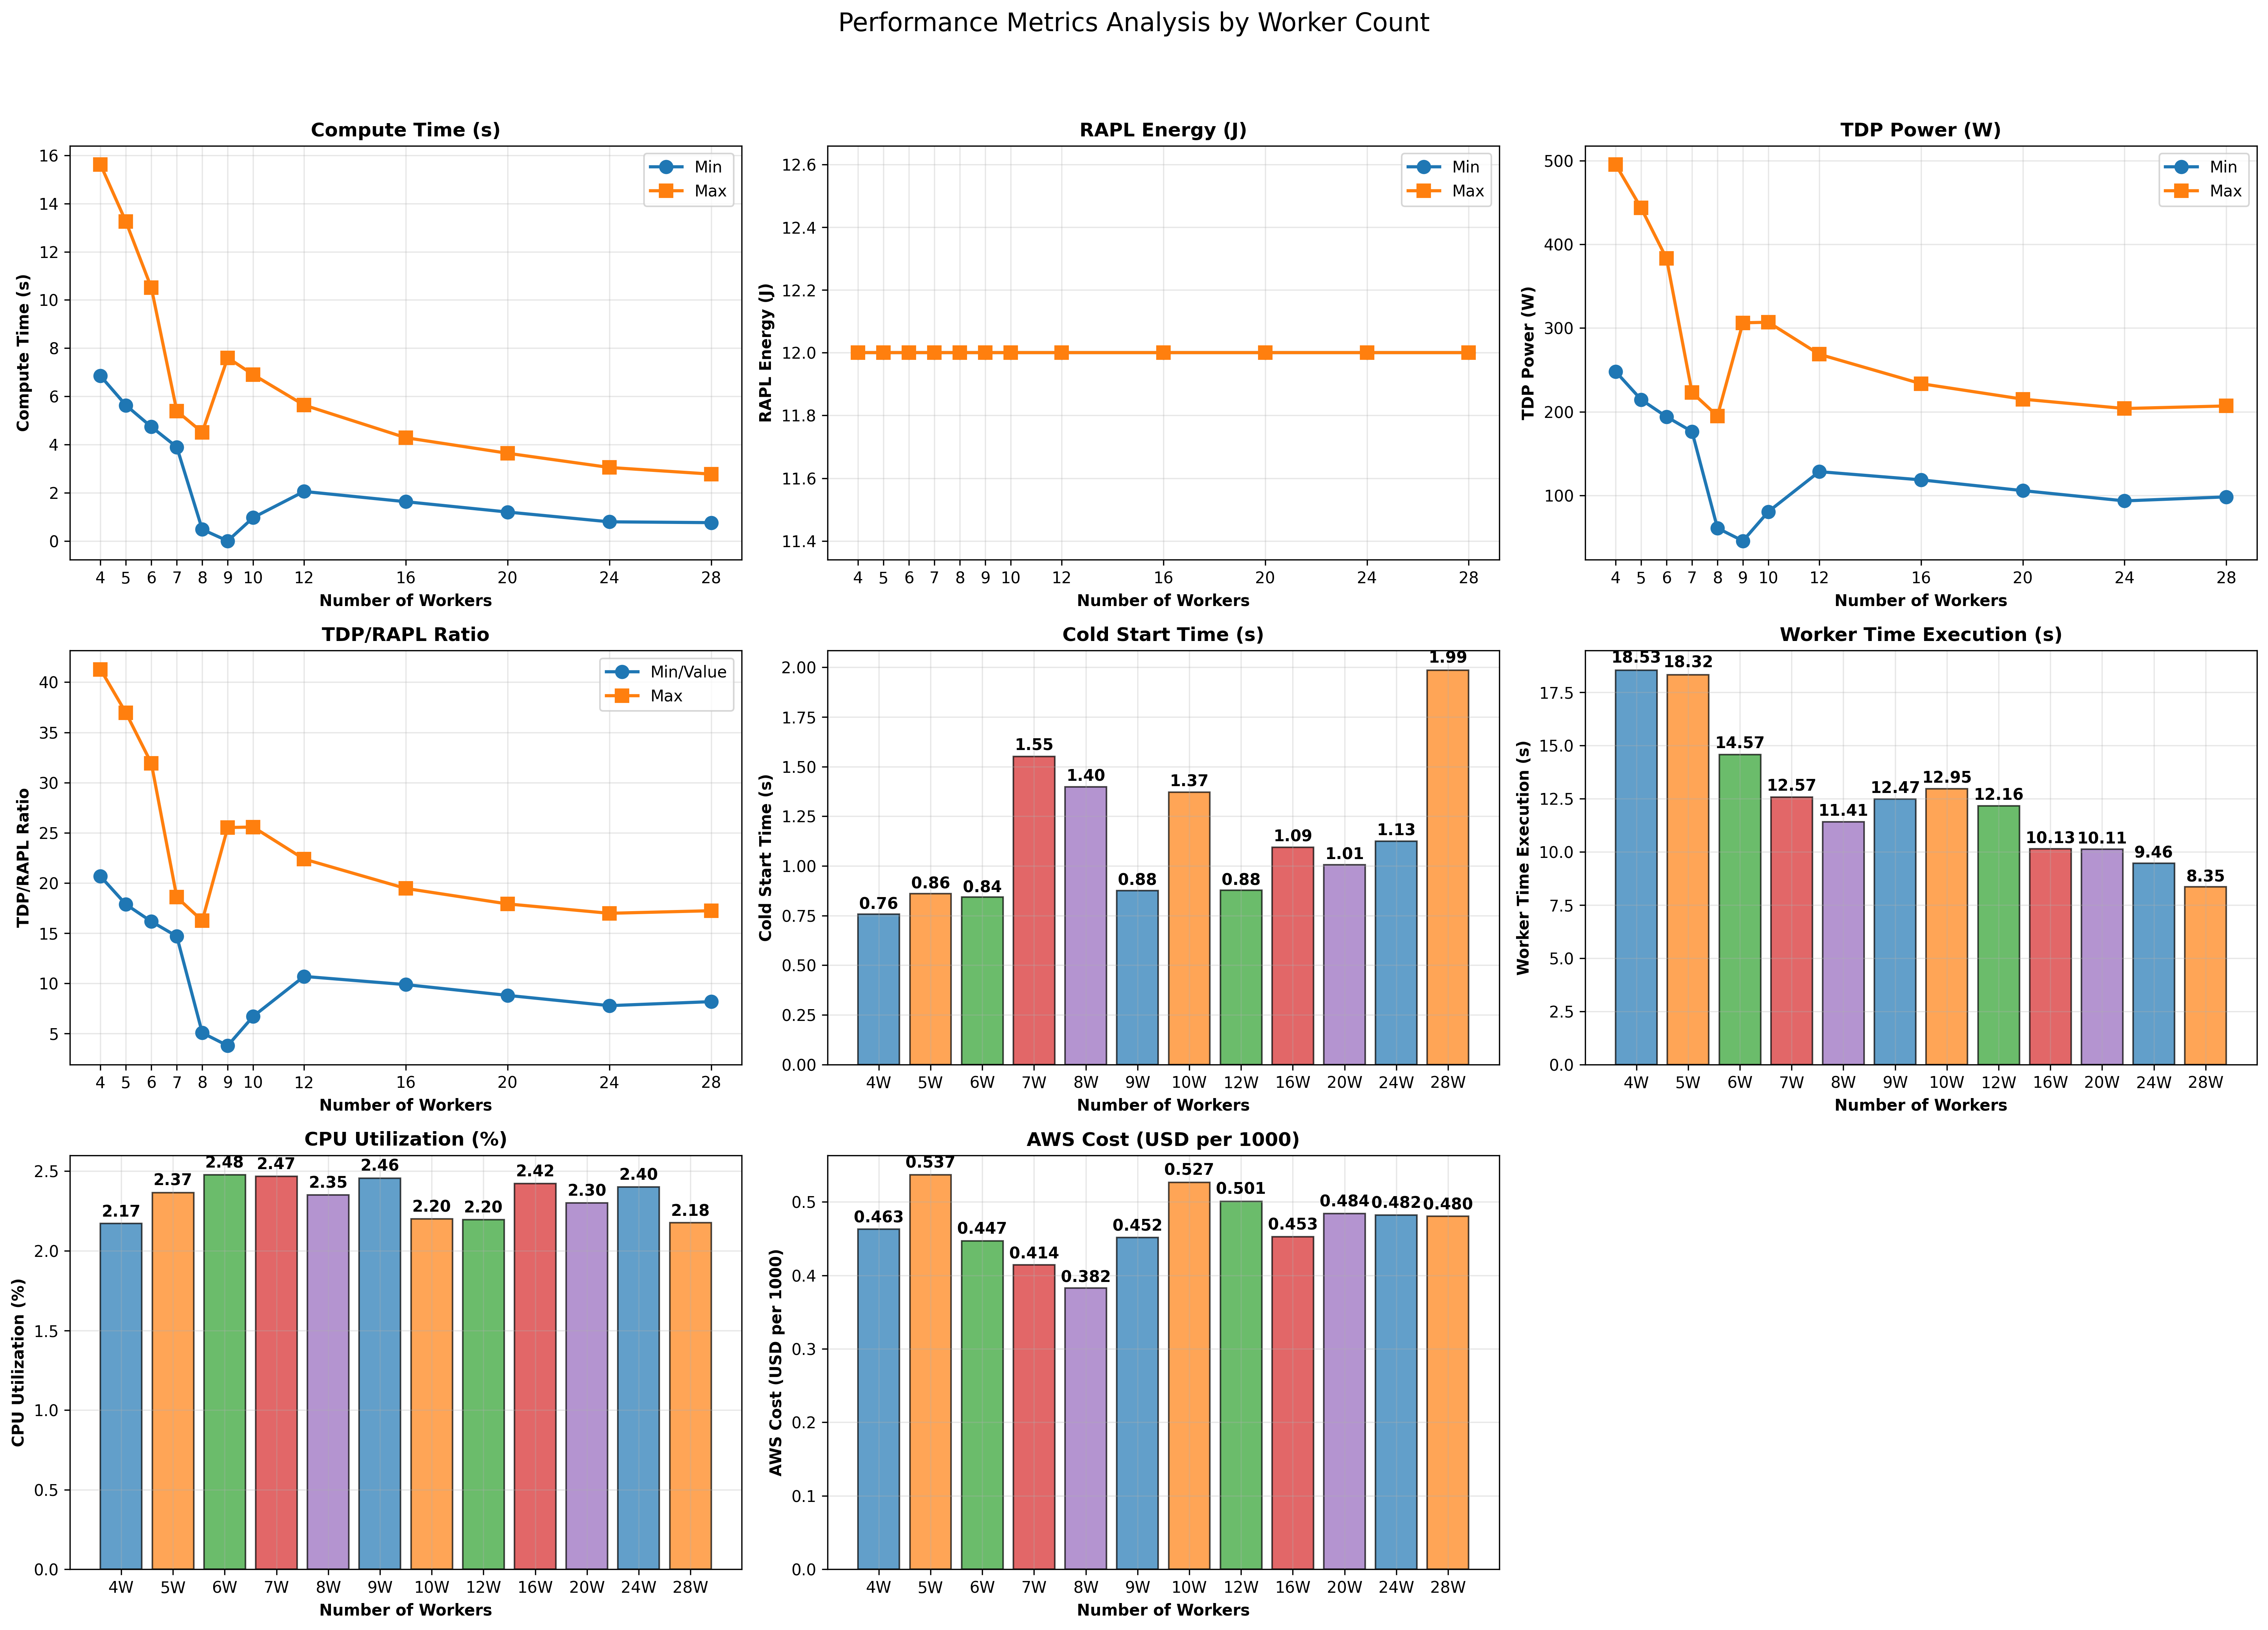 Performance Metrics Analysis by Worker Count
Compute Time (s)
Compute Time (s)
16
14
12
10
8
6
4
2
0
Min
Max
4 5 6 7 8 9 10 12 16 20 24 28
Number of Workers
RAPL Energy (J)
RAPL Energy (J)
12.6
12.4
12.2
12.0
11.8
11.6
11.4
Min
Max
4 5 6 7 8 9 10 12 16 20 24 28
Number of Workers
TDP Power (W)
TDP Power (W)
500
400
300
200
100
Min
Max
4 5 6 7 8 9 10 12 16 20 24 28
Number of Workers
TDP/RAPL Ratio
TDP/RAPL Ratio
40
35
30
25
20
15
10
5
Min/Value
Max
4 5 6 7 8 9 10 12 16 20 24 28
Number of Workers
Cold Start Time (s)
Cold Start Time (s)
2.00
1.75
1.50
1.25
1.00
0.75
0.50
0.25
0.00
0.76 0.86 0.84 1.55 1.40 0.88 1.37 0.88 1.09 1.01 1.13 1.99
4W 5W 6W 7W 8W 9W 10W 12W 16W 20W 24W 28W
Number of Workers
Worker Time Execution (s)
Worker Time Execution (s)
17.5
15.0
12.5
10.0
7.5
5.0
2.5
0.0
18.53 18.32 14.57 12.57 11.41 12.47 12.95 12.16 10.13 10.11 9.46 8.35
4W 5W 6W 7W 8W 9W 10W 12W 16W 20W 24W 28W
Number of Workers
CPU Utilization (%)
CPU Utilization (%)
2.5
2.0
1.5
1.0
0.5
0.0
2.17 2.37 2.48 2.47 2.35 2.46 2.20 2.20 2.42 2.30 2.40 2.18
4W 5W 6W 7W 8W 9W 10W 12W 16W 20W 24W 28W
Number of Workers
AWS Cost (USD per 1000)
AWS Cost (USD per 1000)
0.5
0.4
0.3
0.2
0.1
0.0
0.463 0.537 0.447 0.414 0.382 0.452 0.527 0.501 0.453 0.484 0.482 0.480
4W 5W 6W 7W 8W 9W 10W 12W 16W 20W 24W 28W
Number of Workers